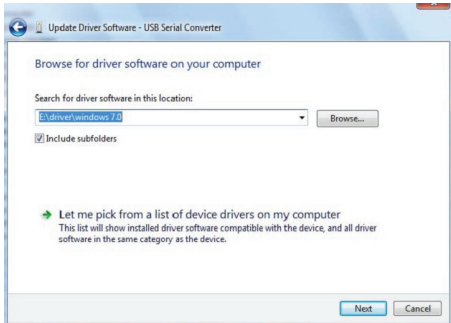 Update Driver Software - USB Serial Converter
Browse for driver software on your computer
Search for driver software in this location:
E:\driver\windows 7.0
Browse...
Include subfolders
Let me pick from a list of device drivers on my computer
This list will show installed driver software compatible with the device, and all driver
software in the same category as the device.
Next
Cancel